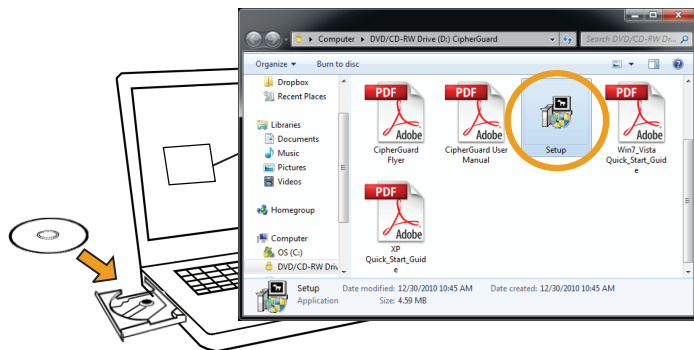 Computer ▸ DVD/CD-RW Drive (D:) CipherGuard
Search DVD/CD-RW Dr...
Organize ▾ Burn to disc
Dropbox
Recent Places
Libraries
Documents
Music
Pictures
Videos
Homegroup
Computer
OS (C:)
DVD/CD-RW Driv
PDF
Adobe
CipherGuard
Flyer
PDF
Adobe
CipherGuard User
Manual
Setup
PDF
Adobe
Win7_Vista
Quick_Start_Guid
e
PDF
Adobe
XP
Quick_Start_Guid
e
Setup Date modified: 12/30/2010 10:45 AM Date created: 12/30/2010 10:45 AM
Application Size: 4.59 MB